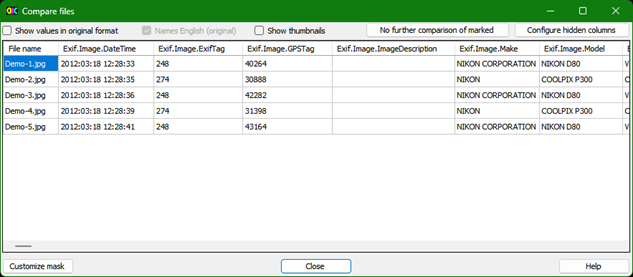 QIC Compare files
Show values in original format Names English (original) Show thumbnails No further comparison of marked Configure hidden columns
File name Exif.Image.DateTime Exif.Image.ExifTag Exif.Image.GPSTag Exif.Image.ImageDescription Exif.Image.Make Exif.Image.Model E
Demo-1.jpg 2012:03:18 12:28:33 248 40264 NIKON CORPORATION NIKON D80 V
Demo-2.jpg 2012:03:18 12:28:35 274 30888 NIKON COOLPIX P300 C
Demo-3.jpg 2012:03:18 12:28:36 248 42282 NIKON CORPORATION NIKON D80 V
Demo-4.jpg 2012:03:18 12:28:39 274 31398 NIKON COOLPIX P300 C
Demo-5.jpg 2012:03:18 12:28:41 248 43164 NIKON CORPORATION NIKON D80 V
Customize mask Close Help